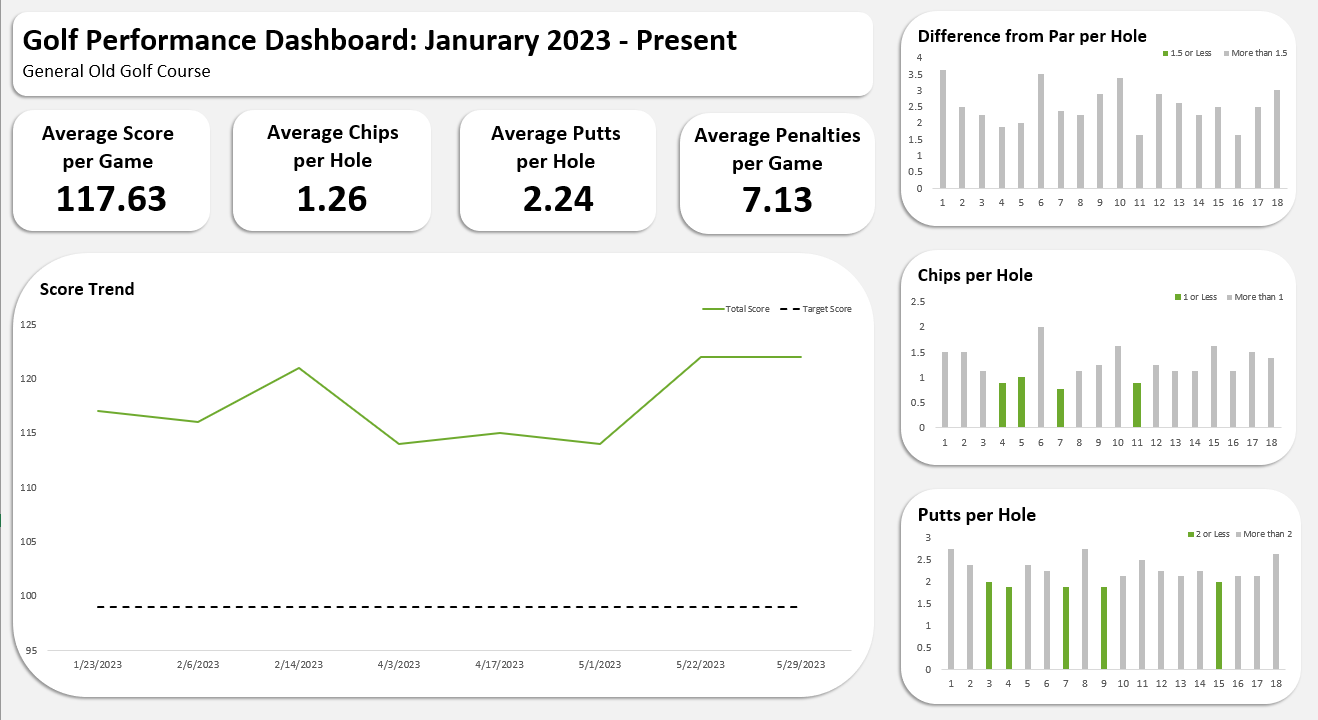 Golf Performance Dashboard: Janurary 2023 - Present
General Old Golf Course
Average Score
per Game
117.63
Average Chips
per Hole
1.26
Average Putts
per Hole
2.24
Average Penalties
per Game
7.13
Score Trend
Total Score Target Score
125
120
115
110
105
100
95
1/23/2023 2/6/2023 2/14/2023 4/3/2023 4/17/2023 5/1/2023 5/22/2023 5/29/2023
Difference from Par per Hole
1.5 or Less More than 1.5
4
3.5
3
2.5
2
1.5
1
0.5
0
1 2 3 4 5 6 7 8 9 10 11 12 13 14 15 16 17 18
Chips per Hole
1 or Less More than 1
2.5
2
1.5
1
0.5
0
1 2 3 4 5 6 7 8 9 10 11 12 13 14 15 16 17 18
Putts per Hole
2 or Less More than 2
3
2.5
2
1.5
1
0.5
0
1 2 3 4 5 6 7 8 9 10 11 12 13 14 15 16 17 18